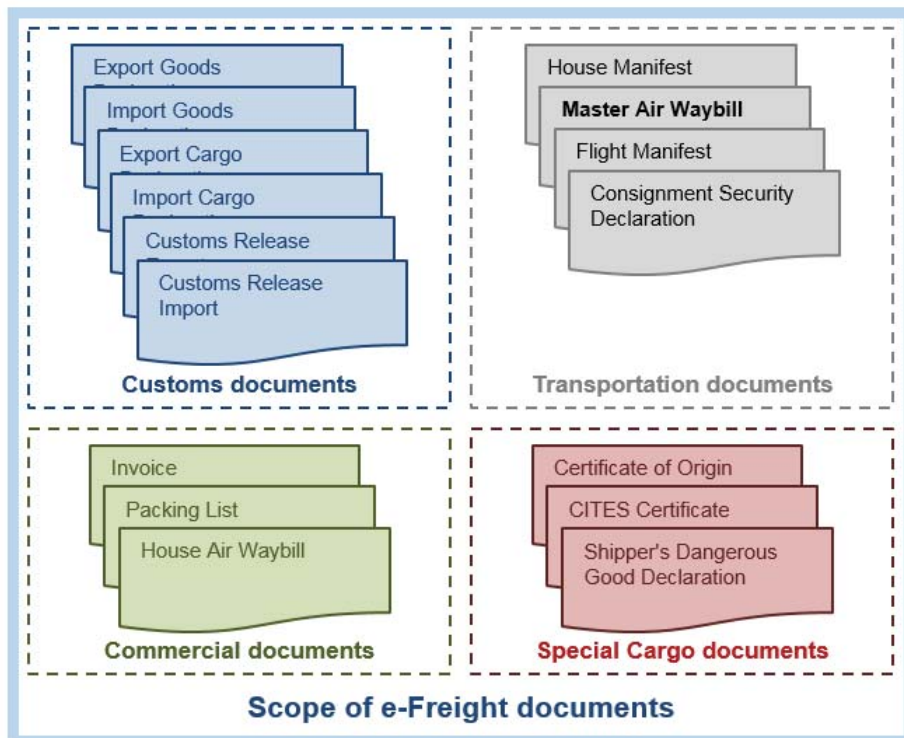 Export Goods
Import Goods
Export Cargo
Import Cargo
Customs Release
Customs Release
Import
Customs documents
House Manifest
Master Air Waybill
Flight Manifest
Consignment Security
Declaration
Transportation documents
Invoice
Packing List
House Air Waybill
Commercial documents
Certificate of Origin
CITES Certificate
Shipper's Dangerous
Good Declaration
Special Cargo documents
Scope of e-Freight documents